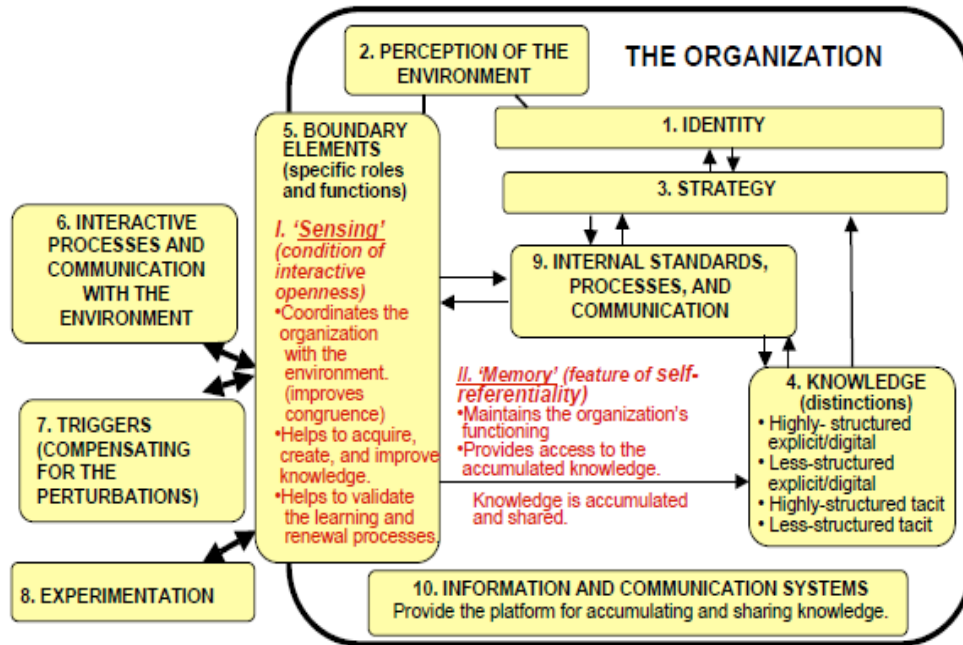 2. PERCEPTION OF THE
ENVIRONMENT
THE ORGANIZATION
1. IDENTITY
3. STRATEGY
5. BOUNDARY
ELEMENTS
(specific roles
and functions)
I. ‘Sensing’
(condition of
interactive
openness)
•Coordinates the
organization
with the
environment.
(improves
congruence)
•Helps to acquire,
create, and improve
knowledge.
•Helps to validate
the learning and
renewal processes.
6. INTERACTIVE
PROCESSES AND
COMMUNICATION
WITH THE
ENVIRONMENT
7. TRIGGERS
(COMPENSATING
FOR THE
PERTURBATIONS)
8. EXPERIMENTATION
9. INTERNAL STANDARDS,
PROCESSES, AND
COMMUNICATION
II. ‘Memory’ (feature of self-
referentiality)
•Maintains the organization’s
functioning
•Provides access to the
accumulated knowledge.
Knowledge is accumulated
and shared.
4. KNOWLEDGE
(distinctions)
• Highly- structured
explicit/digital
• Less-structured
explicit/digital
• Highly-structured tacit
• Less-structured tacit
10. INFORMATION AND COMMUNICATION SYSTEMS
Provide the platform for accumulating and sharing knowledge.